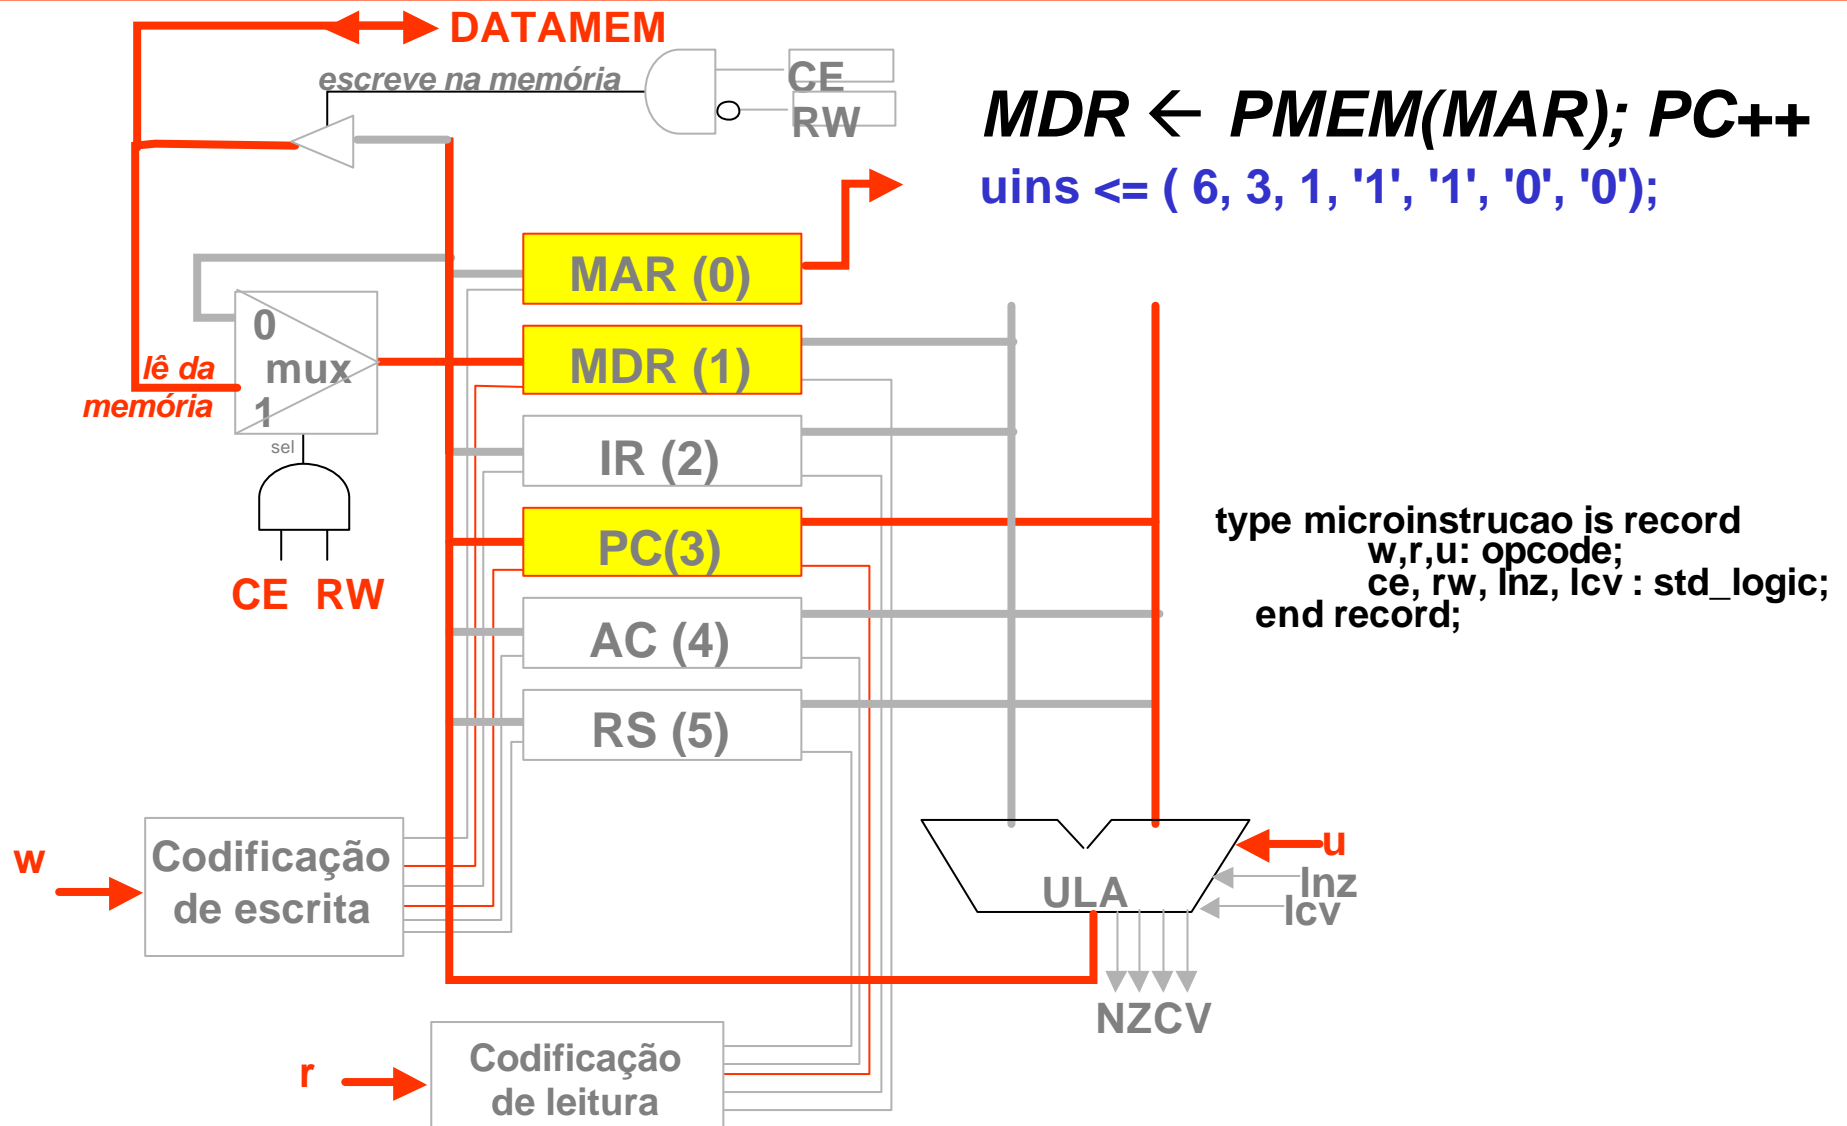 DATAMEM
escreve na memória
CE
RW
MDR ← PMEM(MAR); PC++
uins <= ( 6, 3, 1, '1', '1', '0', '0');
MAR (0)
0
mux
1
lê da
memória
sel
CE RW
MDR (1)
IR (2)
PC(3)
AC (4)
RS (5)
type microinstrucao is record
w,r,u: opcode;
ce, rw, lnz, lcv : std_logic;
end record;
w
Codificação
de escrita
u
lnz
lcv
ULA
NZCV
r
Codificação
de leitura